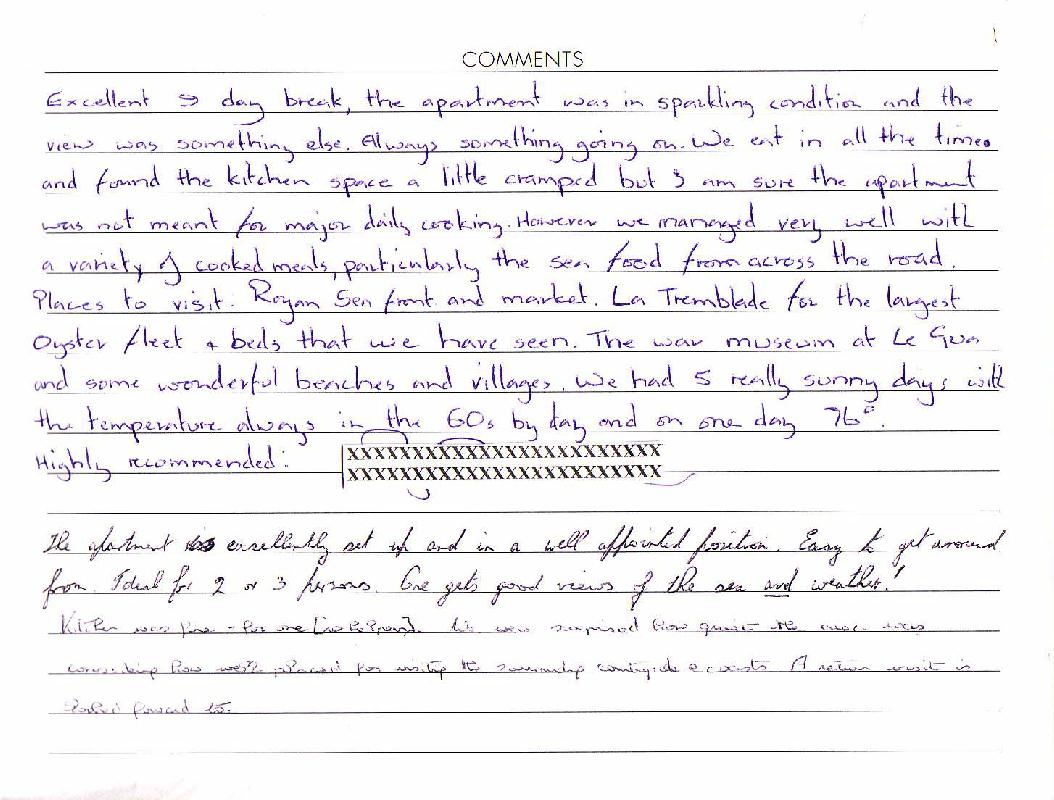 COMMENTS
Excellent 5 day break, the apartment was in sparkling condition and the
view was something else. Always something going on. We eat in all the times
and found the kitchen space a little cramped but I am sure the apartment
was not meant for major daily cooking. However we managed very well with
a variety of cooked meals, particularly the sea food from across the road.
Places to visit. Royan Sea front and market. La Tremblade for the largest
Oyster fleet & beds that we have seen. The war museum at Le Gua
and some wonderful beaches and villages. We had 5 really sunny days with
the temperature always in the 60s by day and on one day 76°.
Highly recommended.
XXXXXXXXXXXXXXXXXXXXXXXX
XXXXXXXXXXXXXXXXXXXXXXXX
The apartment is excellently set up and in a well appointed position. Easy to get around
from. Ideal for 2 or 3 persons. One gets good views of the sea and weather!
Kitchen was fine - for one [no helpers]. We were surprised how quiet the area was
considering how well placed for visiting the surrounding countryside & coasts A return visit is
looked forward to.